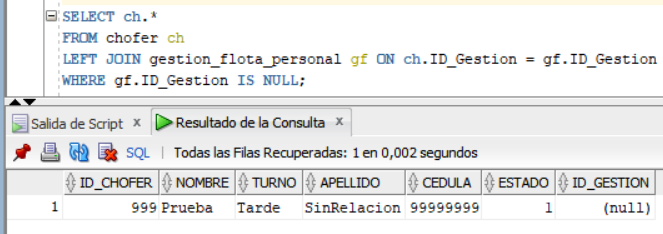 SELECT ch.*
FROM chofer ch
LEFT JOIN gestion_flota_personal gf ON ch.ID_Gestion = gf.ID_Gestion
WHERE gf.ID_Gestion IS NULL;
Salida de Script x Resultado de la Consulta x
SQL | Todas las Filas Recuperadas: 1 en 0,002 segundos
ID_CHOFER NOMBRE TURNO APELLIDO CEDULA ESTADO ID_GESTION
1 999 Prueba Tarde SinRelacion 99999999 1 (null)